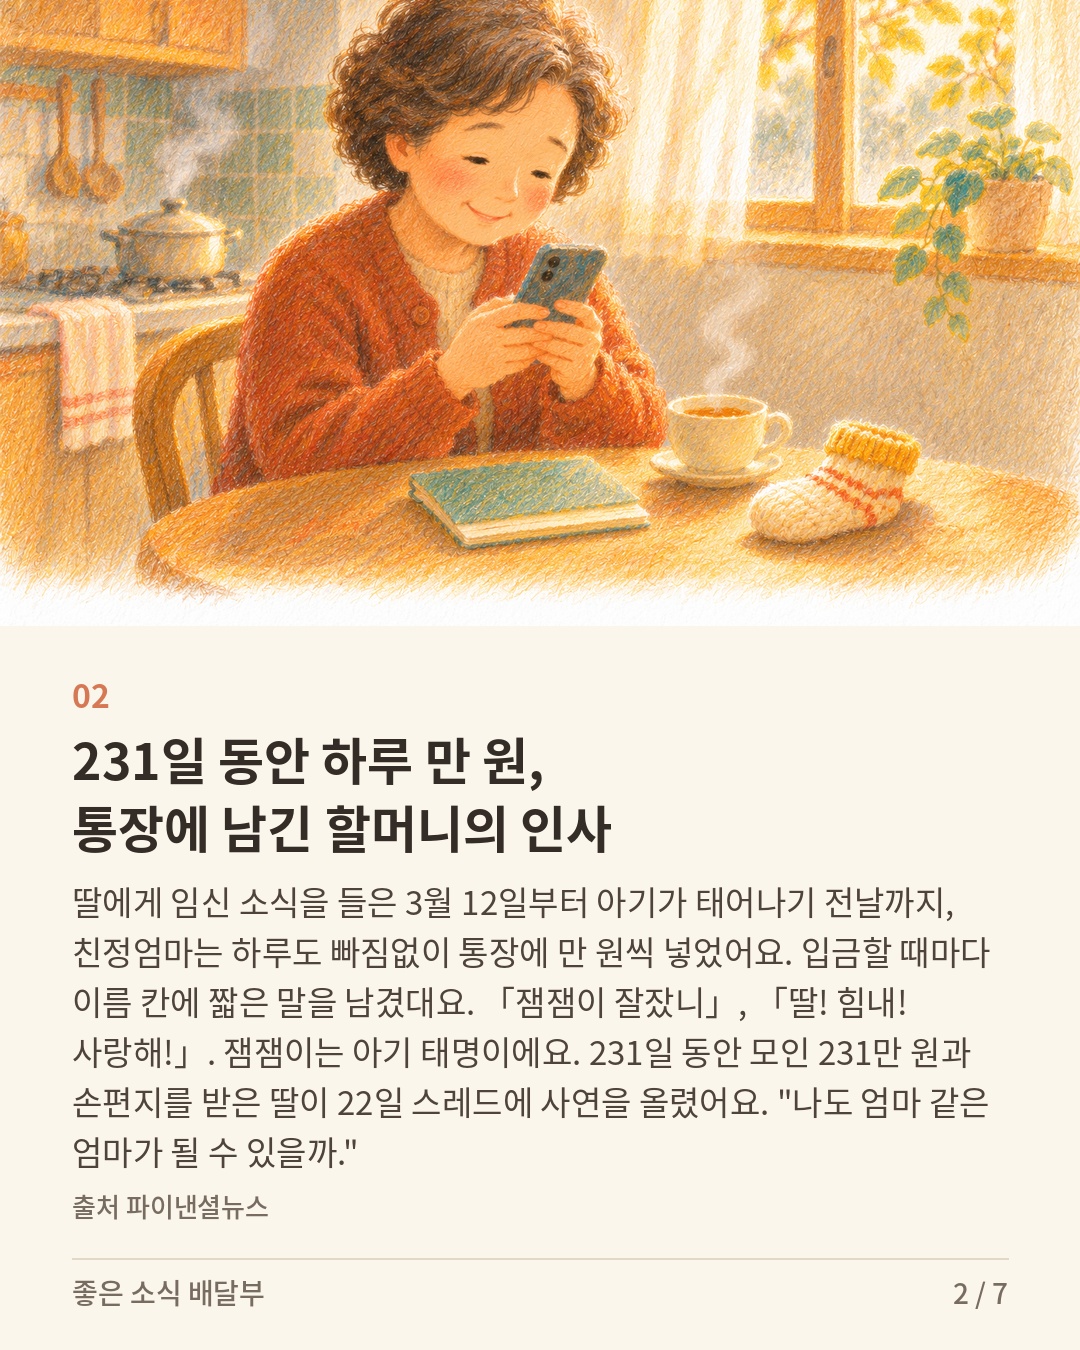 02
231일 동안 하루 만 원,
통장에 남긴 할머니의 인사
딸에게 임신 소식을 들은 3월 12일부터 아기가 태어나기 전날까지,
친정엄마는 하루도 빠짐없이 통장에 만 원씩 넣었어요. 입금할 때마다
이름 칸에 짧은 말을 남겼대요. 「잼잼이 잘잤니」, 「딸! 힘내!
사랑해!」. 잼잼이는 아기 태명이에요. 231일 동안 모인 231만 원과
손편지를 받은 딸이 22일 스레드에 사연을 올렸어요. "나도 엄마 같은
엄마가 될 수 있을까."
출처 파이낸셜뉴스
좋은 소식 배달부
2 / 7